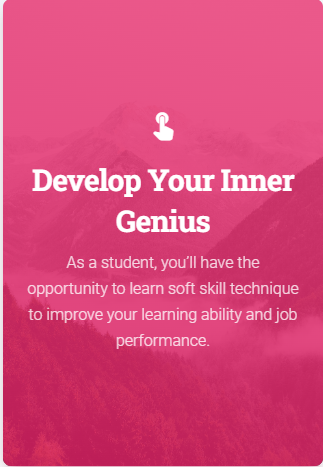 Develop Your Inner
Genius
As a student, you’ll have the
opportunity to learn soft skill technique
to improve your learning ability and job
performance.